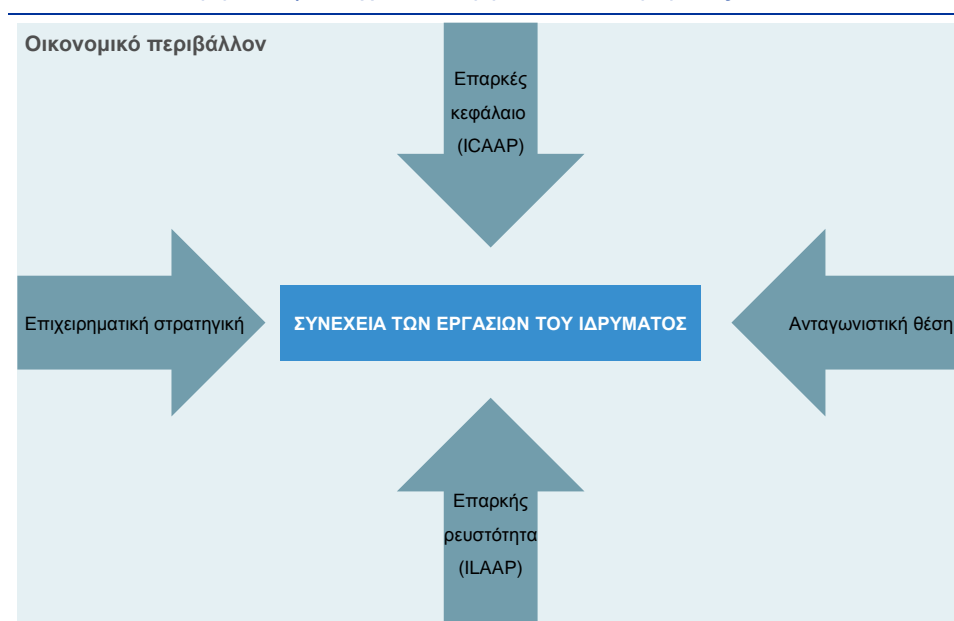 Οικονομικό περιβάλλον
Επαρκές
κεφάλαιο
(ICAAP)
Επιχειρηματική στρατηγική
ΣΥΝΕΧΕΙΑ ΤΩΝ ΕΡΓΑΣΙΩΝ ΤΟΥ ΙΔΡΥΜΑΤΟΣ
Ανταγωνιστική θέση
Επαρκής
ρευστότητα
(ILAAP)